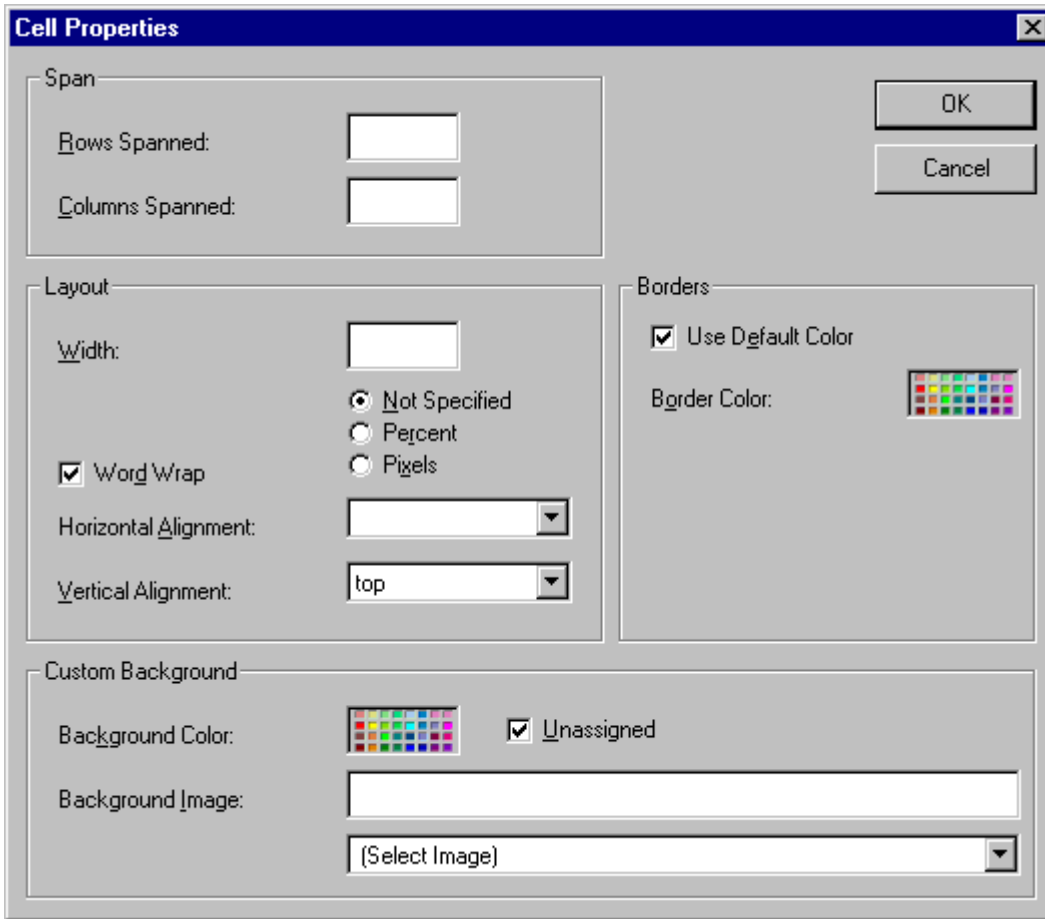 Cell Properties
Span
Rows Spanned:
Columns Spanned:
OK
Cancel
Layout
Width:
Not Specified
Percent
Pixels
Word Wrap
Horizontal Alignment:
Vertical Alignment:
top
Borders
Use Default Color
Border Color:
Custom Background
Background Color:
Unassigned
Background Image:
(Select Image)